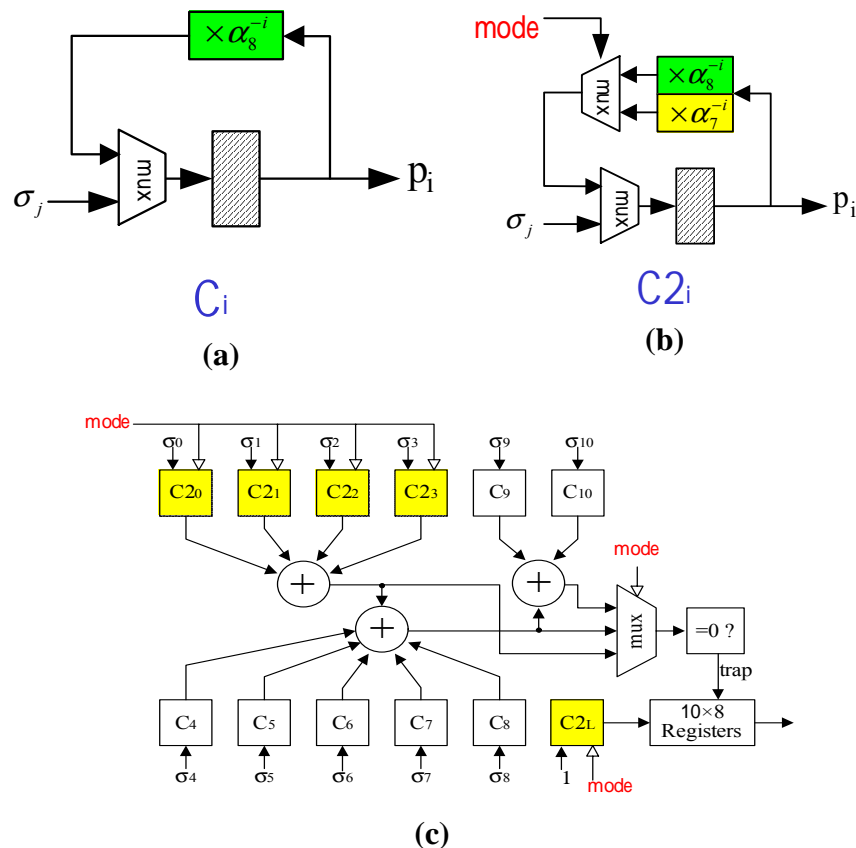 ×α₈⁻ⁱ
mux
σⱼ
pᵢ
Cᵢ
(a)
mode
×α₈⁻ⁱ
×α₇⁻ⁱ
mux
mux
σⱼ
pᵢ
C2ᵢ
(b)
mode
σ₀ σ₁ σ₂ σ₃ σ₉ σ₁₀
C2₀ C2₁ C2₂ C2₃ C₉ C₁₀
mode
+ +
mux
=0 ?
+
trap
C₄ C₅ C₆ C₇ C₈ C2L 10×8
Registers
σ₄ σ₅ σ₆ σ₇ σ₈ 1 mode
(c)